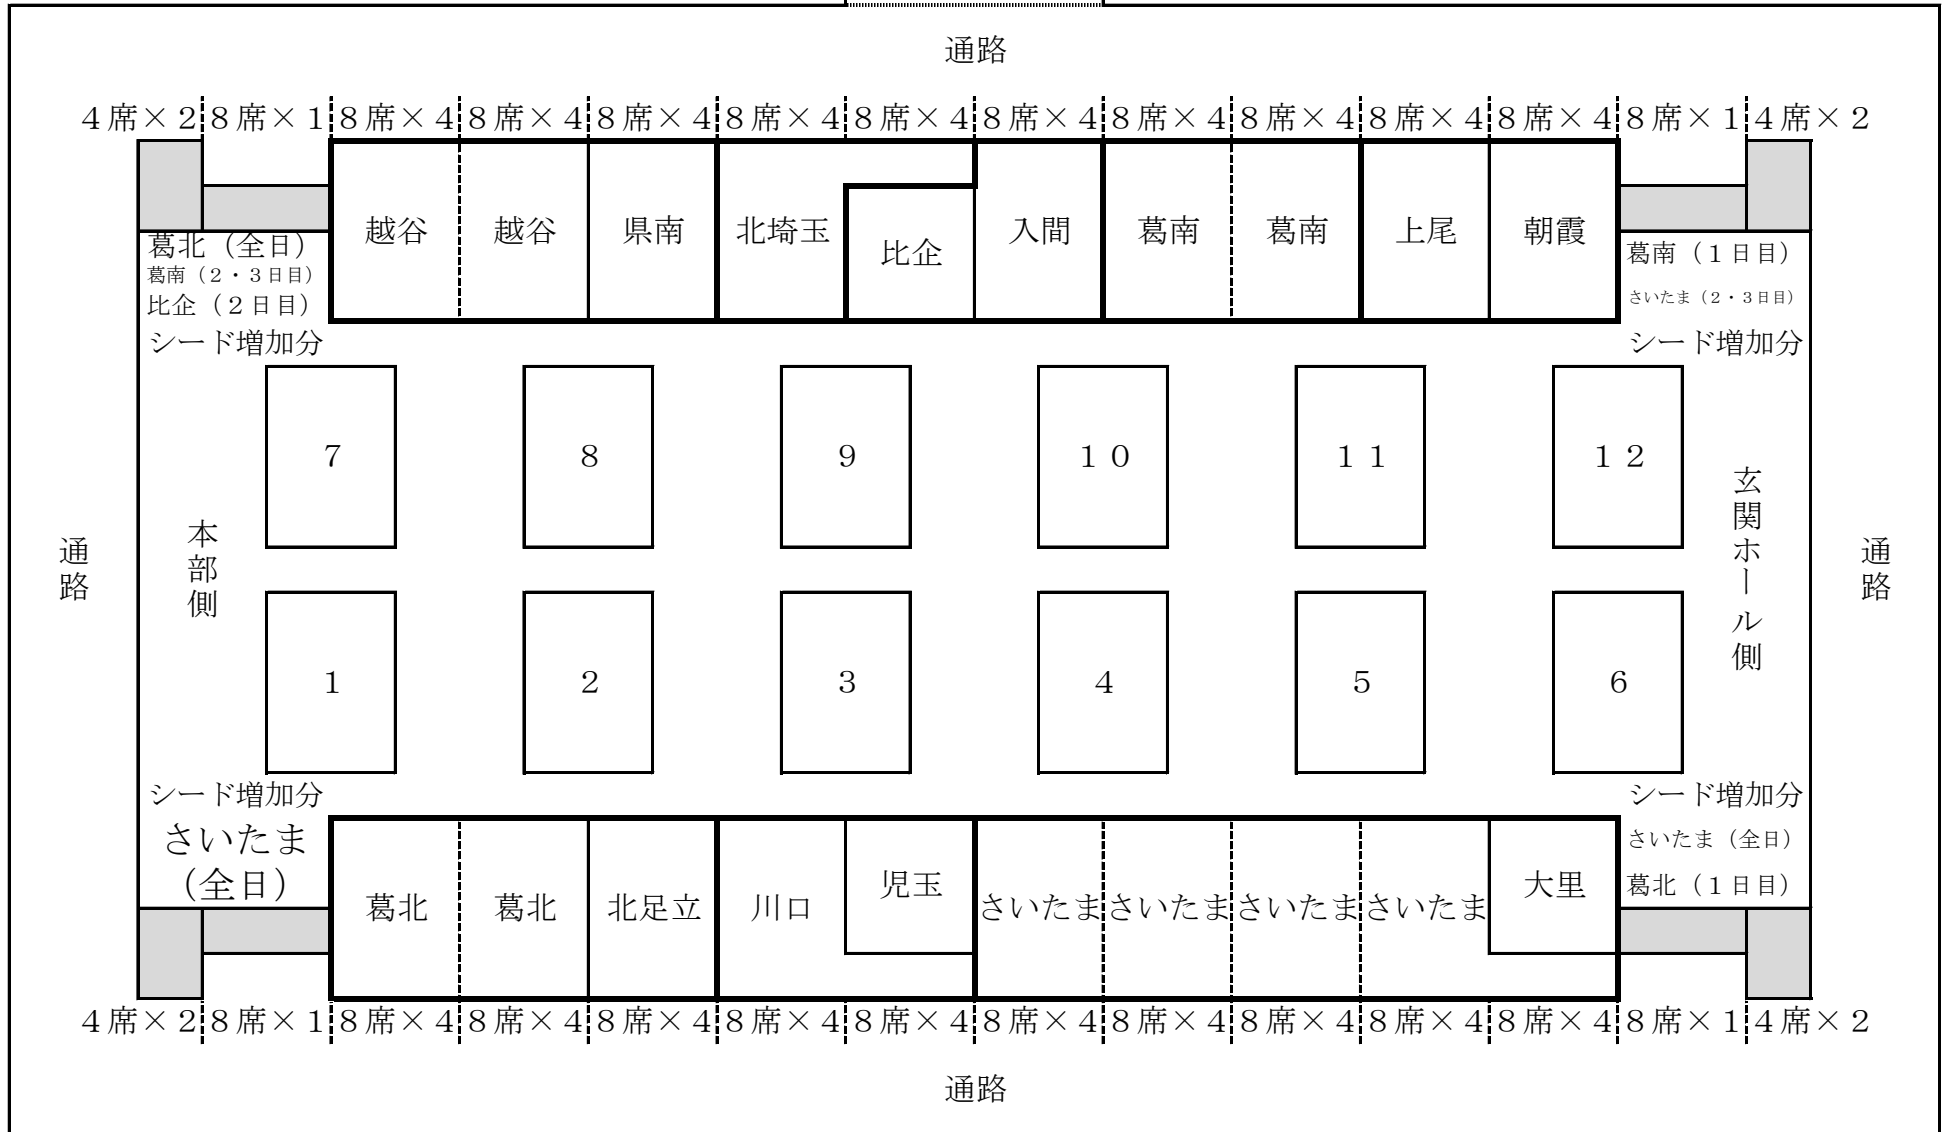 通路
４席×２ ８席×１ ８席×４ ８席×４ ８席×４ ８席×４ ８席×４ ８席×４ ８席×４ ８席×４ ８席×４ ８席×４ ８席×１ ４席×２
越谷 越谷 県南 北埼玉 比企 入間 葛南 葛南 上尾 朝霞
葛北（全日）
葛南（２・３日目）
比企（２日目）
シード増加分
葛南（１日目）
さいたま（２・３日目）
シード増加分
７ ８ ９ １０ １１ １２
通路
本部側
玄関ホール側
通路
１ ２ ３ ４ ５ ６
シード増加分
さいたま
（全日）
シード増加分
さいたま（全日）
葛北（１日目）
葛北 葛北 北足立 川口 児玉 さいたま さいたま さいたま さいたま 大里
４席×２ ８席×１ ８席×４ ８席×４ ８席×４ ８席×４ ８席×４ ８席×４ ８席×４ ８席×４ ８席×４ ８席×４ ８席×１ ４席×２
通路